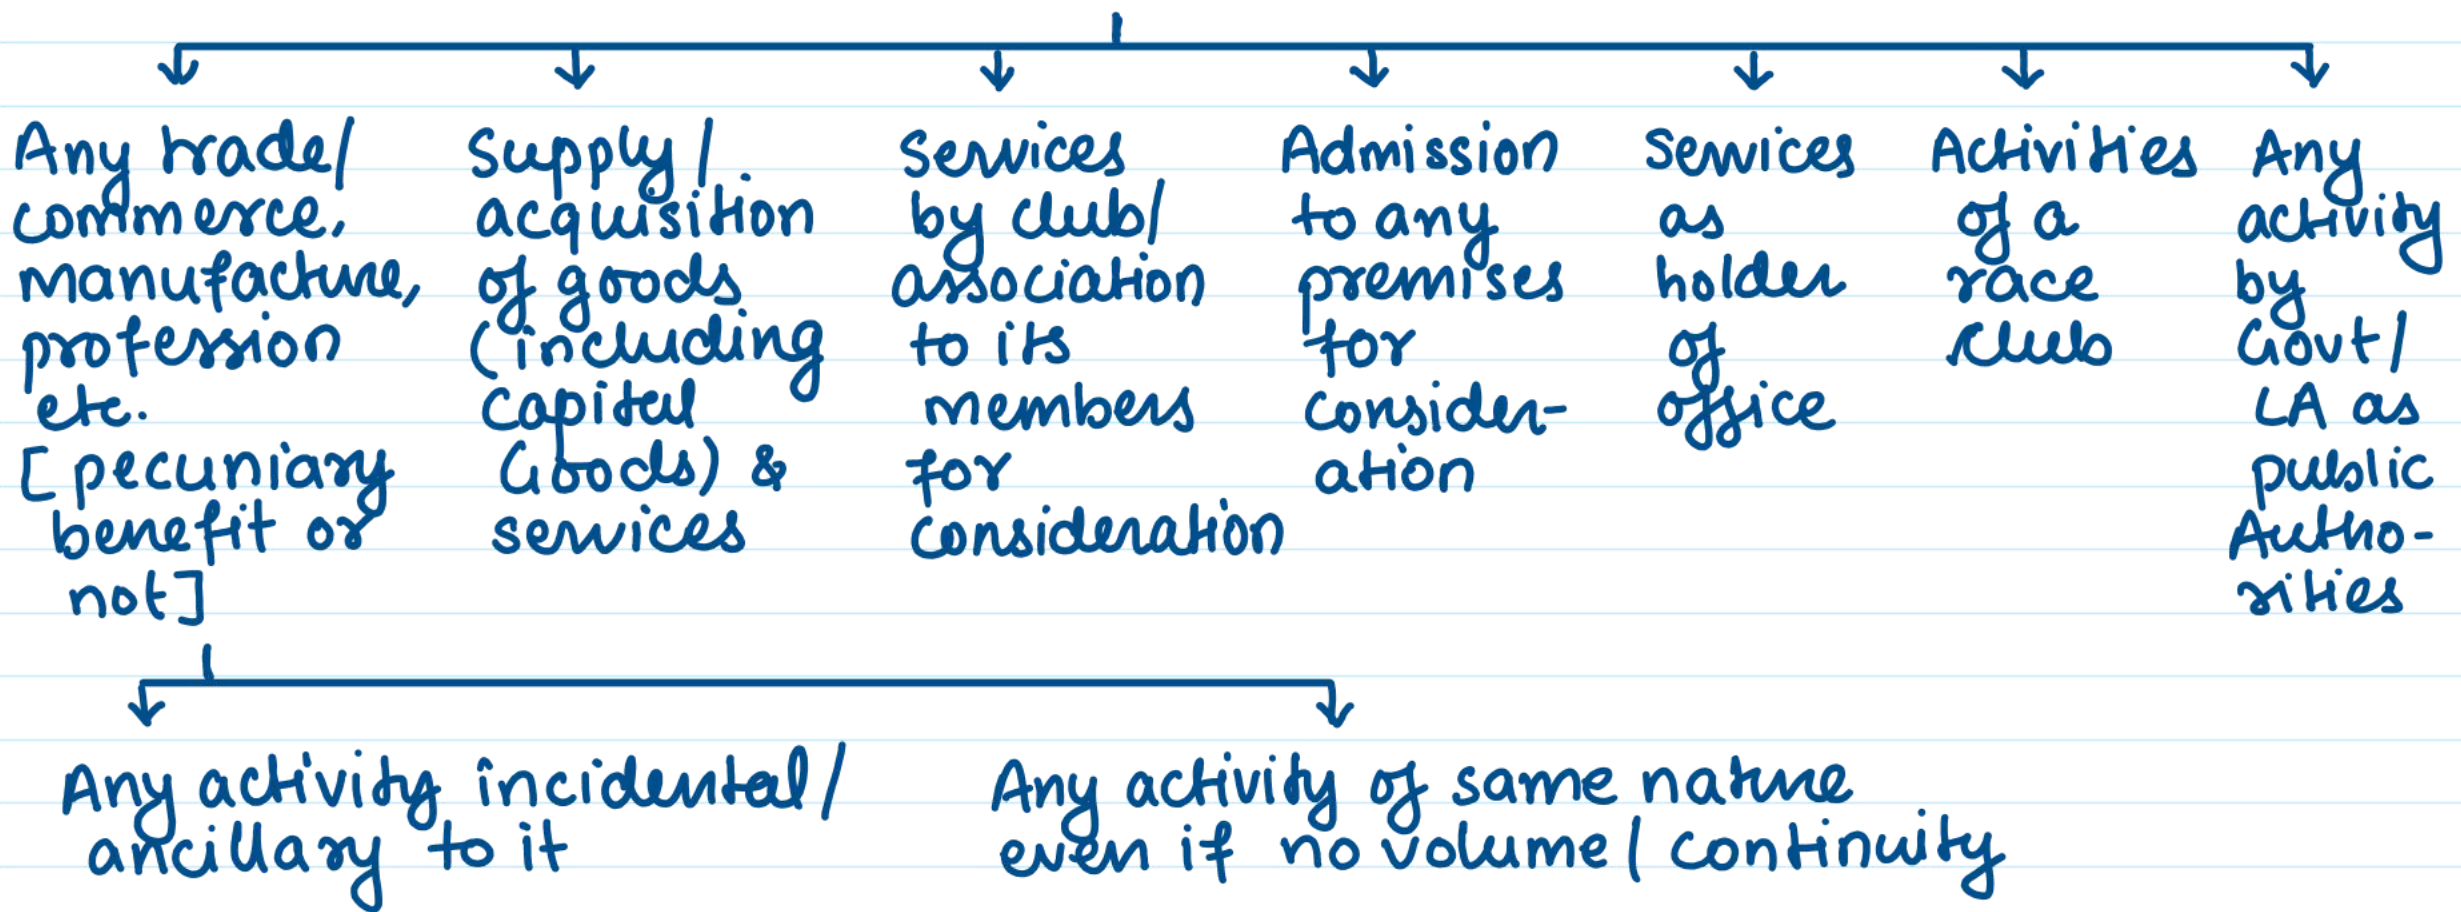 Any trade/
commerce,
manufacture,
profession
etc.
[pecuniary
benefit or
not]
Supply/
acquisition
of goods
(including
Capital
Goods) &
services
Services
by club/
association
to its
members
for
consideration
Admission
to any
premises
for
consider-
ation
Services
as
holder
of
office
Activities
of a
race
club
Any
activity
by
Govt/
LA as
public
Autho-
rities
Any activity incidental/
ancillary to it
Any activity of same nature
even if no volume/continuity